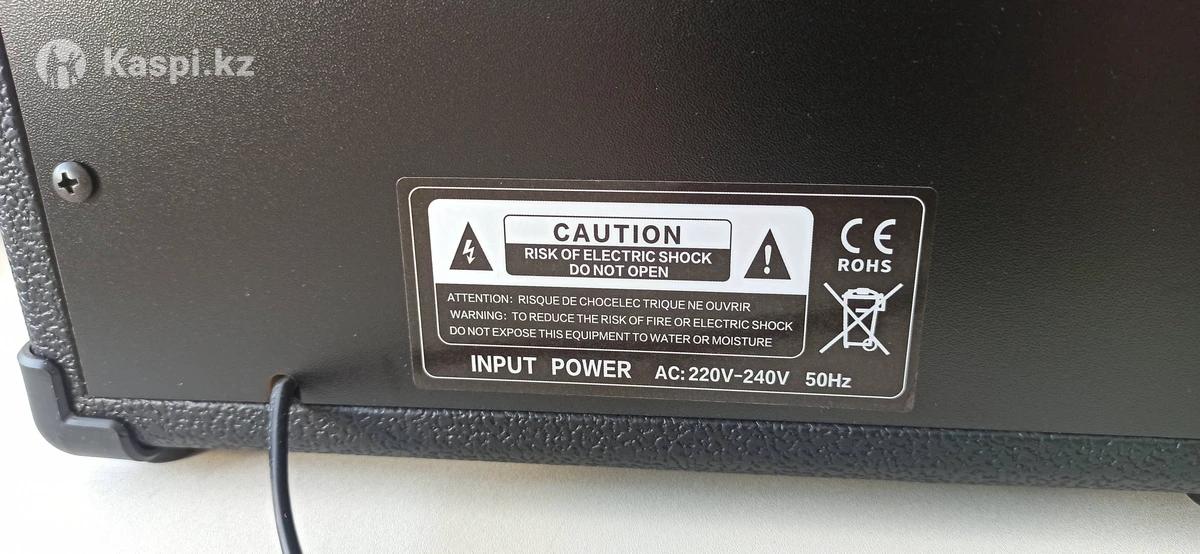 Kaspi.kz
CAUTION
RISK OF ELECTRIC SHOCK
DO NOT OPEN
ATTENTION: RISQUE DE CHOCELEC TRIQUE NE OUVRIR
WARNING: TO REDUCE THE RISK OF FIRE OR ELECTRIC SHOCK
DO NOT EXPOSE THIS EQUIPMENT TO WATER OR MOISTURE
INPUT POWER AC: 220V-240V 50Hz
CE
ROHS